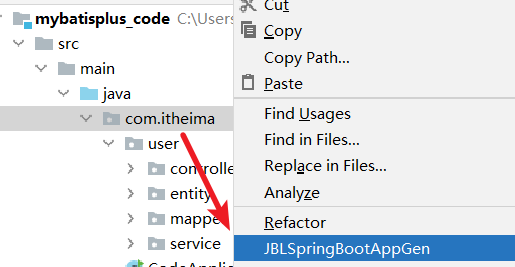 mybatisplus_code C:\Users
src
main
java
com.itheima
user
controlle
entity
mappe
service
Cut
Copy
Copy Path...
Paste
Find Usages
Find in Files...
Replace in Files...
Analyze
Refactor
JBLSpringBootAppGen